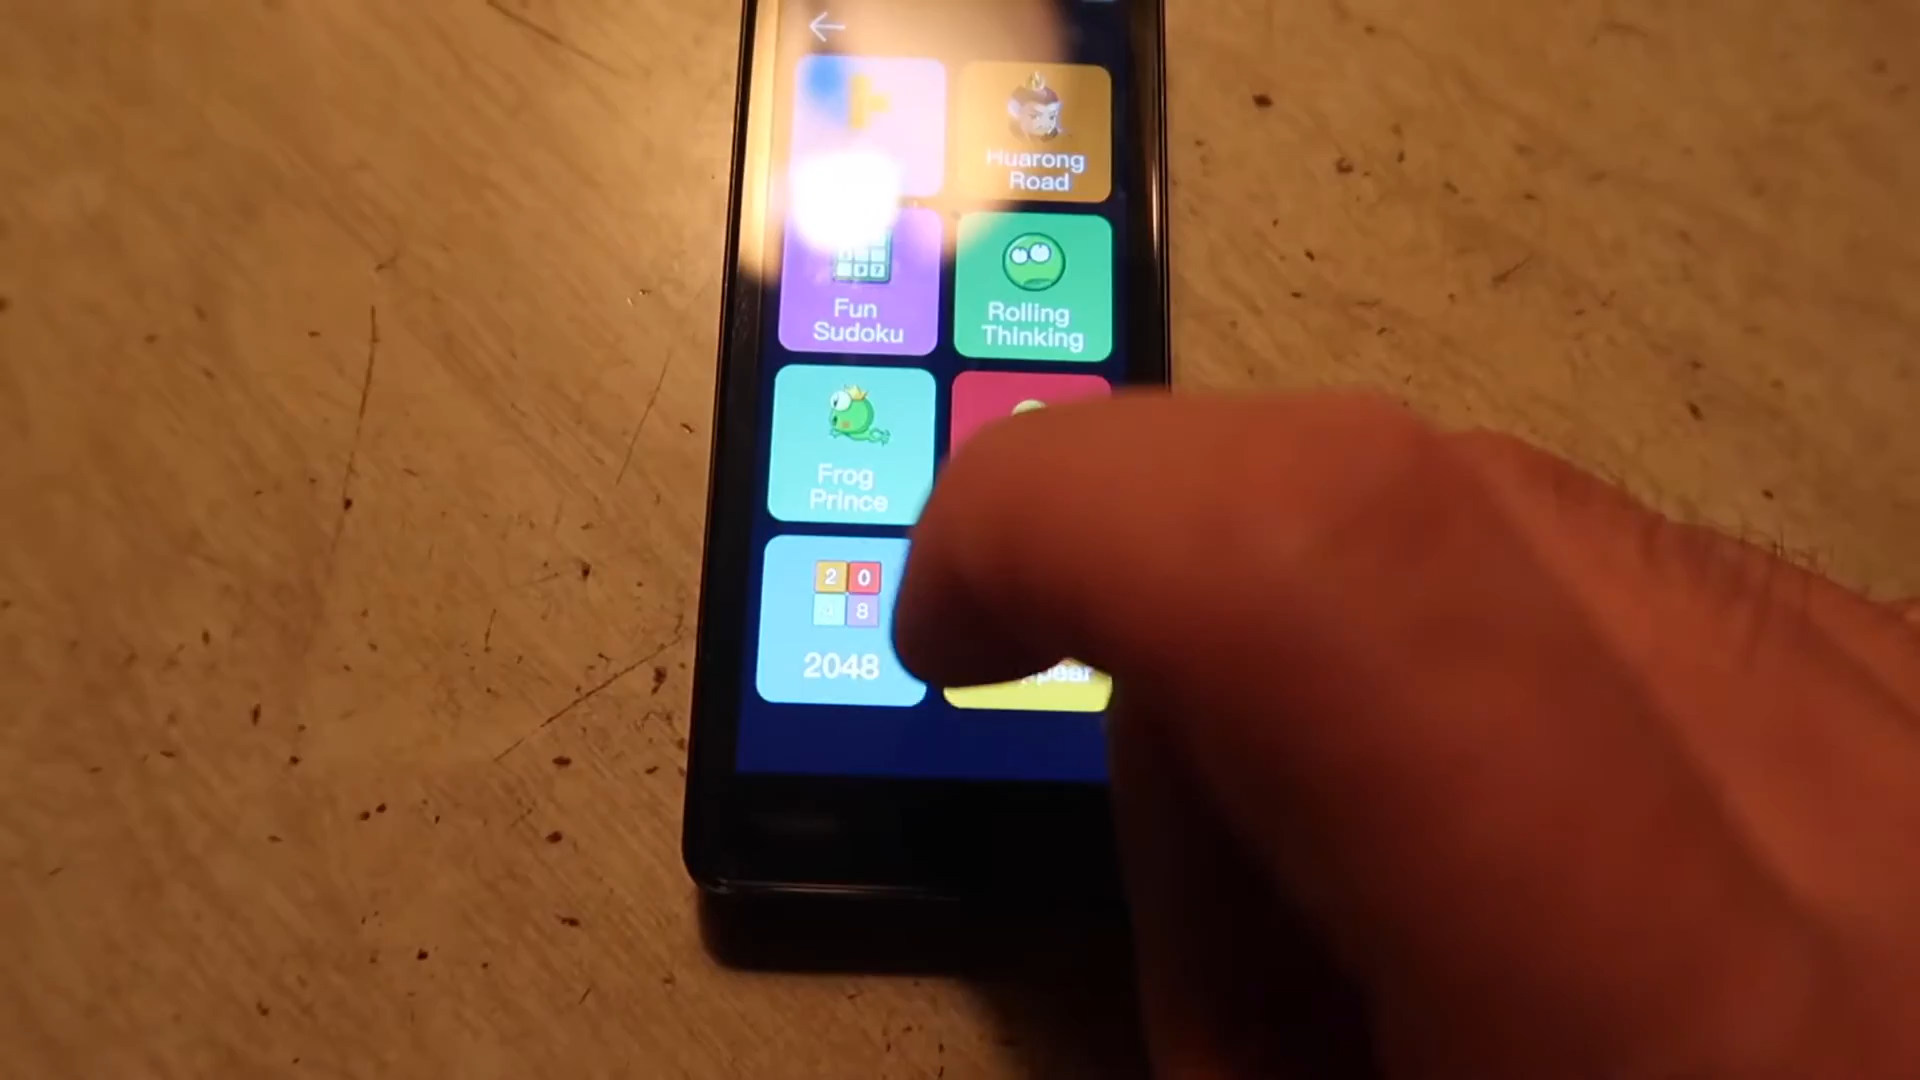 Huarong
Road
Fun
Sudoku
Rolling
Thinking
Frog
Prince
2 0
8
2048